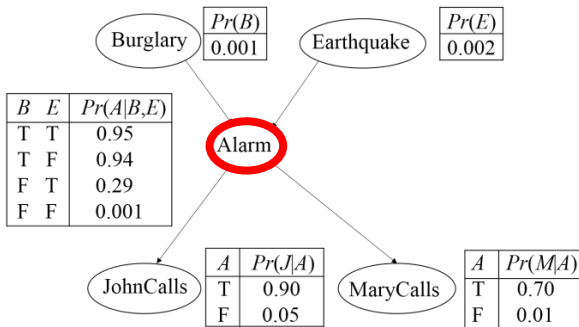 Burglary
Pr(B)
0.001
Earthquake
Pr(E)
0.002
B E Pr(A|B,E)
T T 0.95
T F 0.94
F T 0.29
F F 0.001
Alarm
JohnCalls
A Pr(J|A)
T 0.90
F 0.05
MaryCalls
A Pr(M|A)
T 0.70
F 0.01